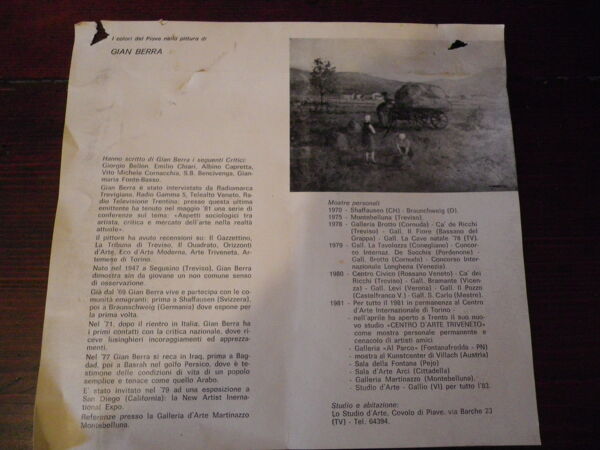 I colori del Piave nella pittura di
GIAN BERRA
Hanno scritto di Gian Berra i seguenti Critici:
Giorgio Bellon, Emilio Chiari, Albino Capretta,
Vito Michele Cornacchia, S.B. Bencivenga, Gian-
maria Fonte-Basso.
Gian Berra è stato intervistato da Radiomarca
Trevigiana, Radio Gamma 5, Telealto Veneto, Ra-
dio Televisione Trentina; presso questa ultima
emittente ha tenuto nel maggio '81 una serie di
conferenze sul tema: «Aspetti sociologici tra
artista, critica e mercato dell'arte nella realtà
attuale».
Il pittore ha avuto recensioni su: Il Gazzettino,
La Tribuna di Treviso, Il Quadrato, Orizzonti
d'Arte, Eco d'Arte Moderna, Arte Triveneta, Ar-
temeso di Torino.
Nato nel 1947 a Segusino (Treviso), Gian Berra
dimostra sin da giovane un non comune senso
di osservazione.
Già dal '69 Gian Berra vive e partecipa con le co-
munità emigranti: prima a Shaffausen (Svizzera),
poi a Braunschweig (Germania) dove espone per
la prima volta.
Nel '71, dopo il rientro in Italia, Gian Berra ha
i primi contatti con la critica nazionale, dove ri-
ceve lusinghieri incoraggiamenti ed apprezza-
menti.
Nel '77 Gian Berra si reca in Iraq, prima a Bag-
dad, poi a Basrah nel golfo Persico, dove è te-
stimone delle condizioni di vita di un popolo
semplice e tenace come quello Arabo.
E' stato invitato nel '79 ad una esposizione a
San Diego (California): la New Artist Inerna-
tional Expo.
Referenze presso la Galleria d'Arte Martinazzo
Montebelluna.
Mostre personali
1970 - Shaffausen (CH) - Braunschweig (D).
1975 - Montebelluna (Treviso).
1978 - Galleria Brotto (Cornuda) - Ca' de Ricchi
(Treviso) - Gall. Il Fiore (Bassano del
Grappa) - Gall. La Cave natale '78 (TV).
1979 - Gall. La Tavolozza (Conegliano) - Concor-
so Internaz. De Sochis (Pordenone) -
Gall. Brotto (Cornuda) - Concorso Inter-
nazionale Longhena (Venezia).
1980 - Centro Civico (Rossano Veneto) - Ca' dei
Ricchi (Treviso) - Gall. Bramante (Vicen-
za) - Gall. Levi (Verona) - Gall. Il Pozzo
(Castelfranco V.) - Gall. S. Carlo (Mestre).
1981 - Per tutto il 1981 in permanenza al Centro
d'Arte Internazionale di Torino -
- nell'aprile ha aperto a Trento il suo nuo-
vo studio «CENTRO D'ARTE TRIVENETO»
come mostra personale permanente e
cenacolo di artisti amici
- Galleria «Al Parco» (Fontanafredda - PN)
- mostra al Kunstcenter di Villach (Austria)
- Sala della Fontana (Pejo)
- Sala d'Arte Arci (Cittadella)
- Galleria Martinazzo (Montebelluna).
- Studio d'Arte - Gallio (VI) per tutto l'82.
Studio e abitazione:
Lo Studio d'Arte, Covolo di Piave. via Barche 23
(TV) - Tel. 64394.